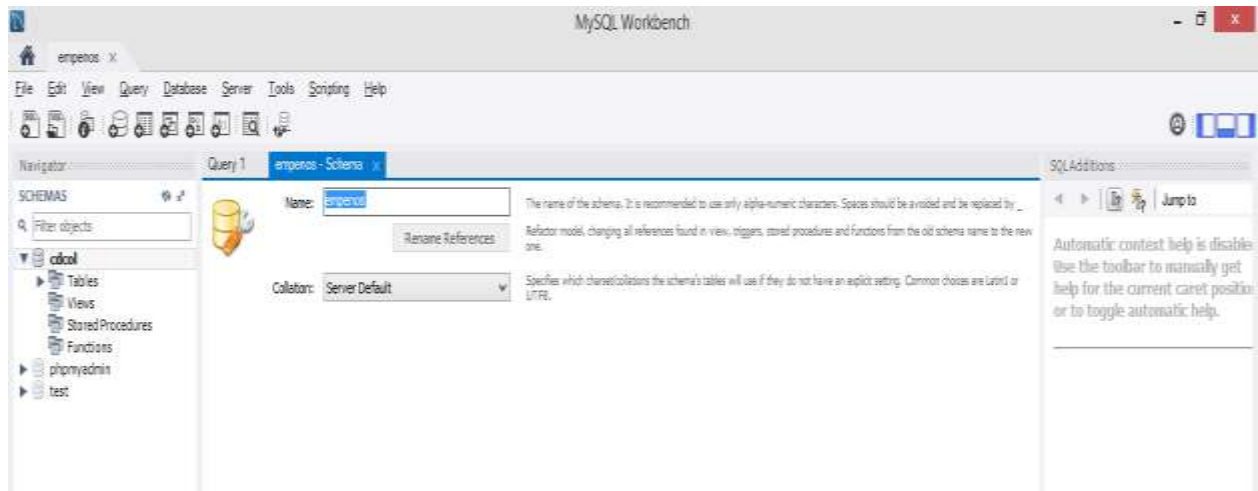 MySQL Workbench
empenos x
File Edit View Query Database Server Tools Scripting Help
Navigator
SCHEMAS
Filter objects
cdcol
Tables
Views
Stored Procedures
Functions
phpmyadmin
test
Query 1
empenos - Schema x
Name: empenos
The name of the schema. It is recommended to use only alpha-numeric characters. Spaces should be avoided and be replaced by _
Rename References
Refactor model, changing all references found in view, triggers, stored procedures and functions from the old schema name to the new
one.
Collation: Server Default
Specifies which charset/collations the schema's tables will use if they do not have an explicit setting. Common choices are Latin1 or
UTF8.
SQL Additions
Jump to
Automatic context help is disable
Use the toolbar to manually get
help for the current caret positio
or to toggle automatic help.